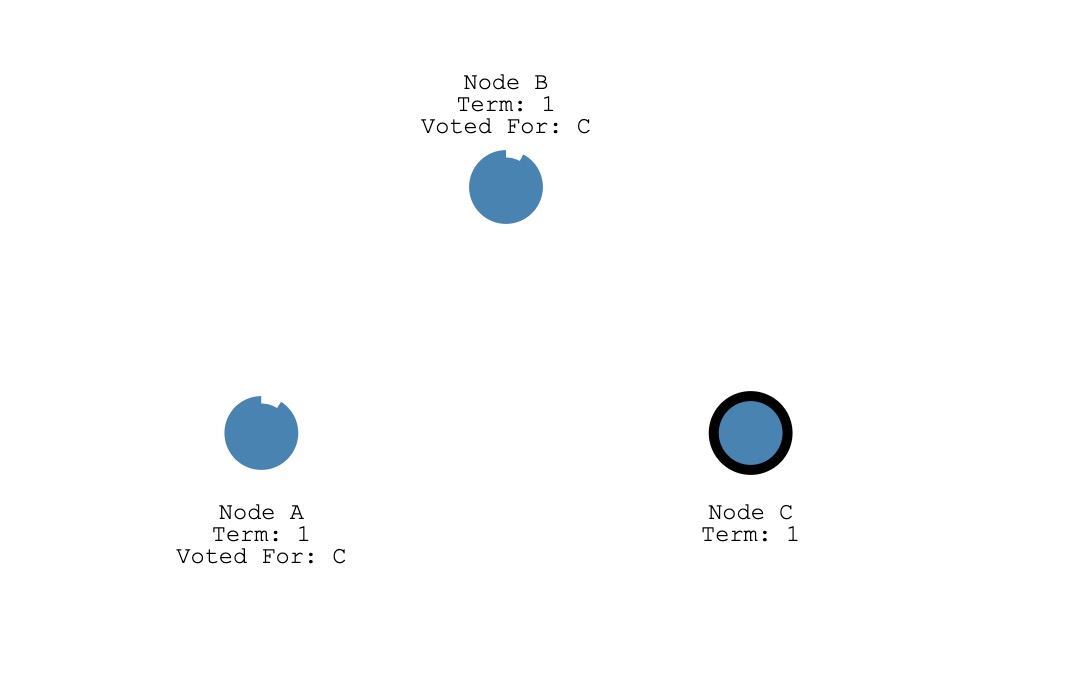 Node B
Term: 1
Voted For: C
Node A
Term: 1
Voted For: C
Node C
Term: 1